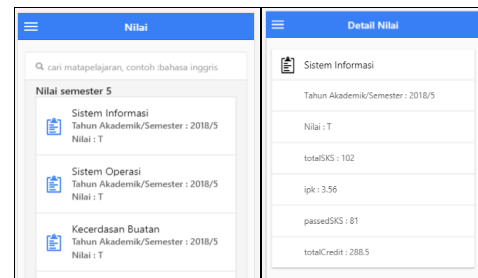 Nilai
cari matapelajaran, contoh :bahasa inggris
Nilai semester 5
Sistem Informasi
Tahun Akademik/Semester : 2018/5
Nilai : T
Sistem Operasi
Tahun Akademik/Semester : 2018/5
Nilai : T
Kecerdasan Buatan
Tahun Akademik/Semester : 2018/5
Nilai : T
Detail Nilai
Sistem Informasi
Tahun Akademik/Semester : 2018/5
Nilai : T
totalSKS : 102
ipk : 3.56
passedSKS : 81
totalCredit : 288.5